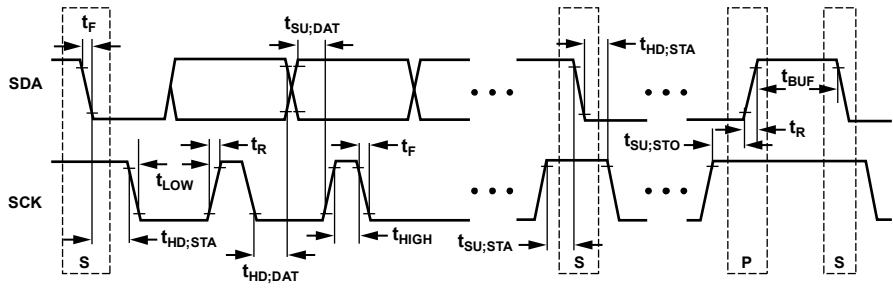 tF
tSU;DAT
tHD;STA
SDA
tBUF
tR
tF
tSU;STO
tR
tLOW
SCK
tHD;STA
tHIGH
tSU;STA
tHD;DAT
S
S
P
S